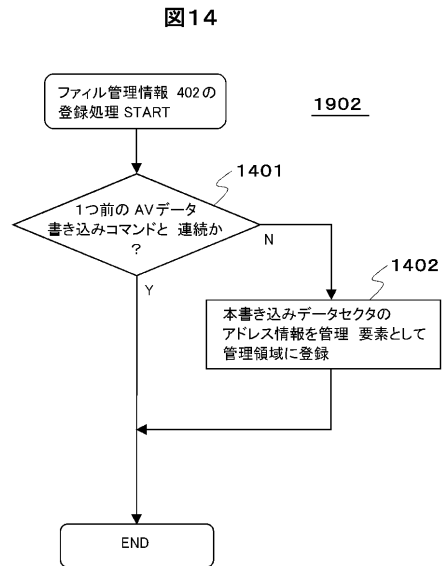 図14
ファイル管理情報 402の
登録処理 START
1902
1401
1つ前の AVデータ
書き込みコマンドと 連続か
?
N
Y
1402
本書き込みデータセクタの
アドレス情報を管理 要素として
管理領域に登録
END